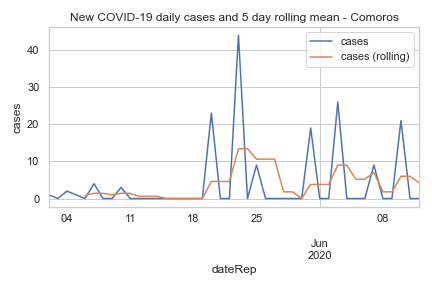 New COVID-19 daily cases and 5 day rolling mean - Comoros
cases
cases (rolling)
cases
40
30
20
10
0
04
11
18
25
08
Jun
2020
dateRep